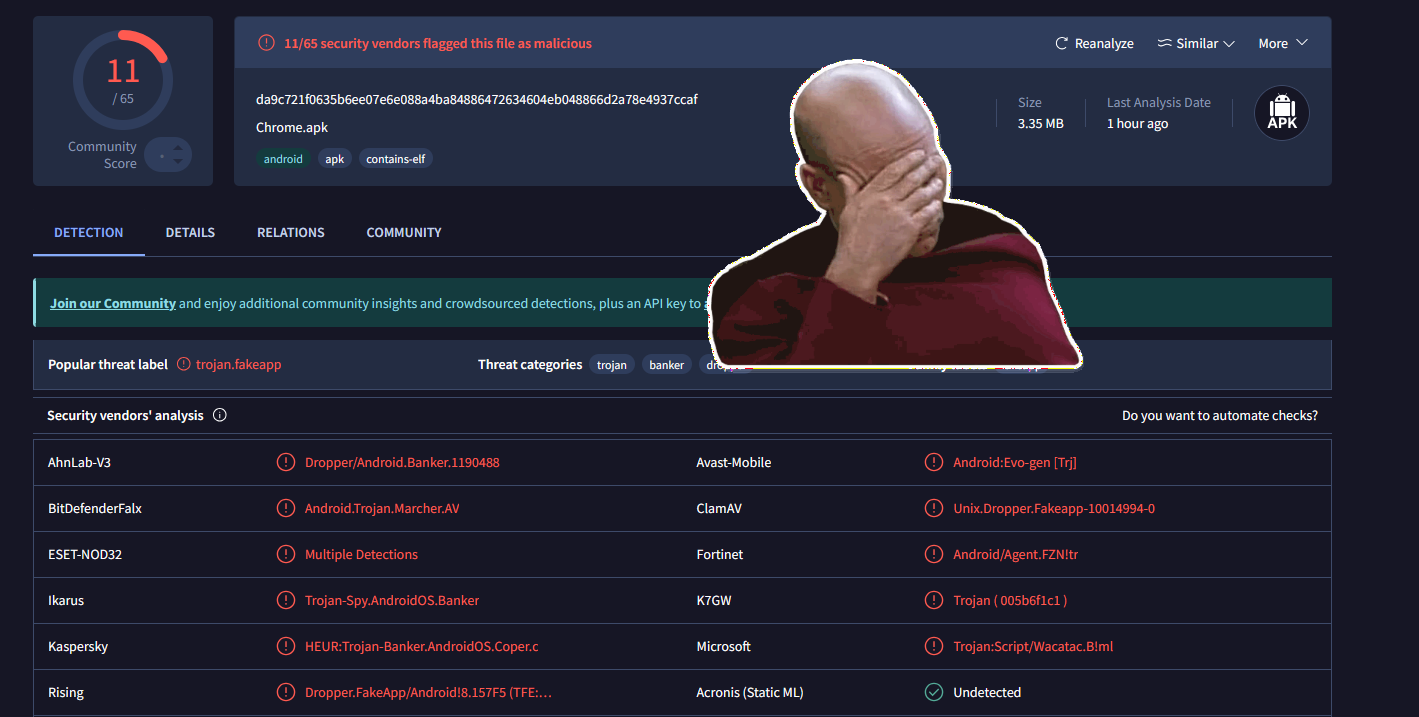 11
/ 65
Community
Score
11/65 security vendors flagged this file as malicious
Reanalyze
Similar
More
da9c721f0635b6ee07e6e088a4ba84886472634604eb048866d2a78e4937ccaf
Chrome.apk
android apk contains-elf
Size
3.35 MB
Last Analysis Date
1 hour ago
APK
DETECTION DETAILS RELATIONS COMMUNITY
Join our Community and enjoy additional community insights and crowdsourced detections, plus an API key to
Popular threat label trojan.fakeapp Threat categories trojan banker
Security vendors' analysis Do you want to automate checks?
AhnLab-V3 Dropper/Android.Banker.1190488 Avast-Mobile Android:Evo-gen [Trj]
BitDefenderFalx Android.Trojan.Marcher.AV ClamAV Unix.Dropper.Fakeapp-10014994-0
ESET-NOD32 Multiple Detections Fortinet Android/Agent.FZN!tr
Ikarus Trojan-Spy.AndroidOS.Banker K7GW Trojan ( 005b6f1c1 )
Kaspersky HEUR:Trojan-Banker.AndroidOS.Coper.c Microsoft Trojan:Script/Wacatac.B!ml
Rising Dropper.FakeApp/Android!8.157F5 (TFE:... Acronis (Static ML) Undetected